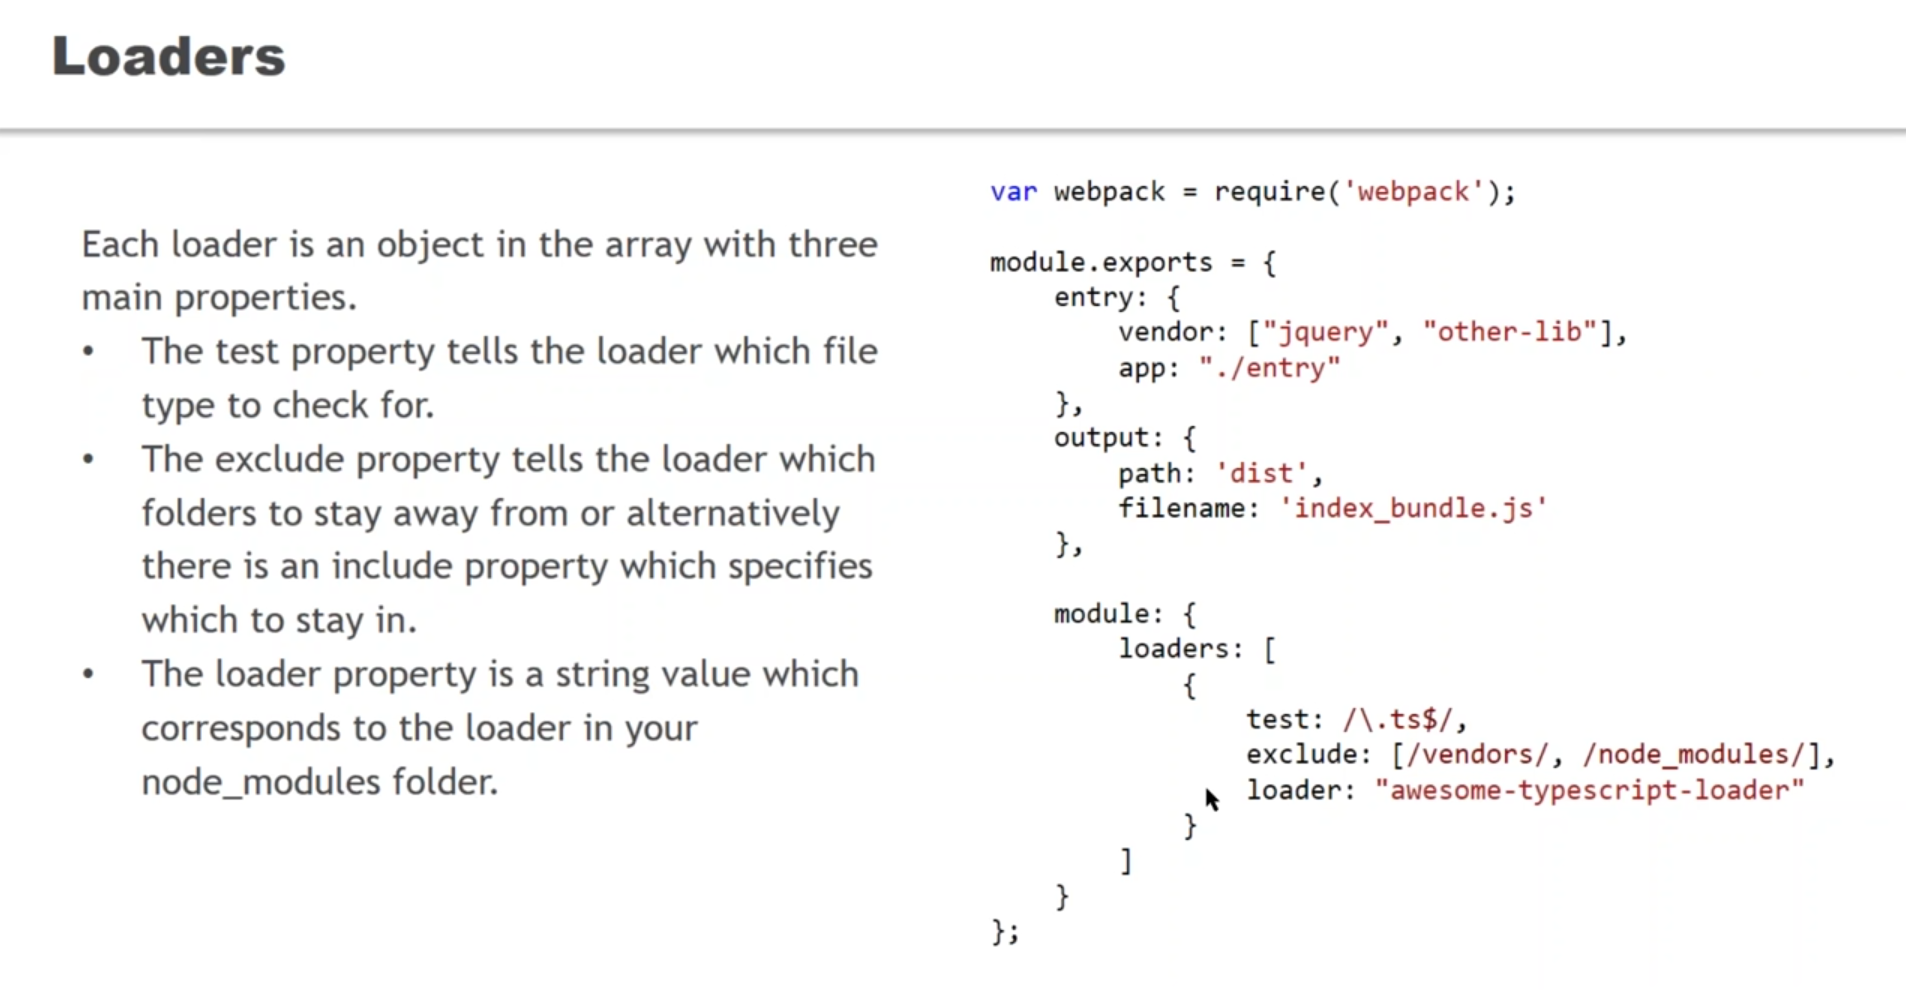 Loaders
Each loader is an object in the array with three
main properties.
• The test property tells the loader which file
type to check for.
• The exclude property tells the loader which
folders to stay away from or alternatively
there is an include property which specifies
which to stay in.
• The loader property is a string value which
corresponds to the loader in your
node_modules folder.
var webpack = require('webpack');
module.exports = {
    entry: {
        vendor: ["jquery", "other-lib"],
        app: "./entry"
    },
    output: {
        path: 'dist',
        filename: 'index_bundle.js'
    },
    module: {
        loaders: [
            {
                test: /\.ts$/,
                exclude: [/vendors/, /node_modules/],
                loader: "awesome-typescript-loader"
            }
        ]
    }
};